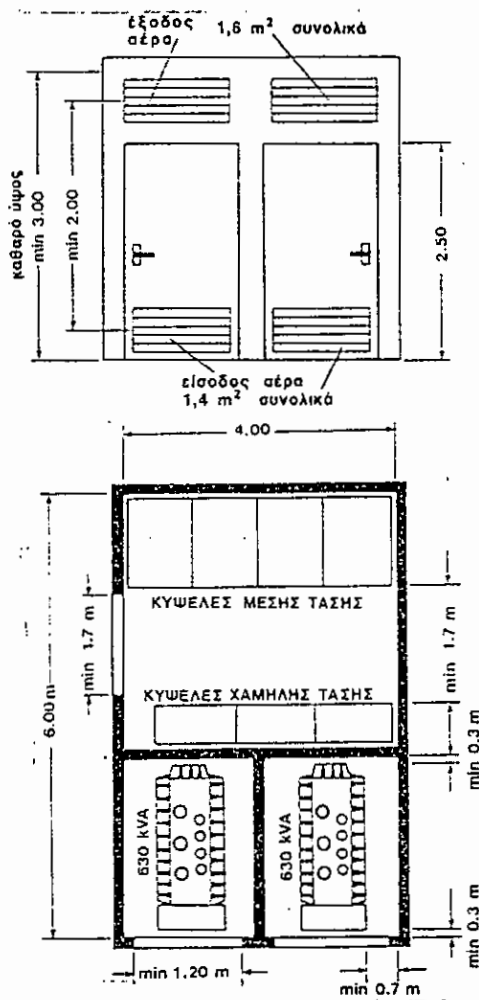 έξοδος
αέρα
1,6 m² συνολικά
καθαρό ύψος
min 3.00
min 2.00
2.50
είσοδος αέρα
1,4 m² συνολικά
4.00
ΚΥΨΕΛΕΣ ΜΕΣΗΣ ΤΑΣΗΣ
min 1.7 m
6.00 m
min 1.7 m
ΚΥΨΕΛΕΣ ΧΑΜΗΛΗΣ ΤΑΣΗΣ
min 0.3 m
630 kVA
630 kVA
min 0.3 m
min 1.20 m
min 0.7 m